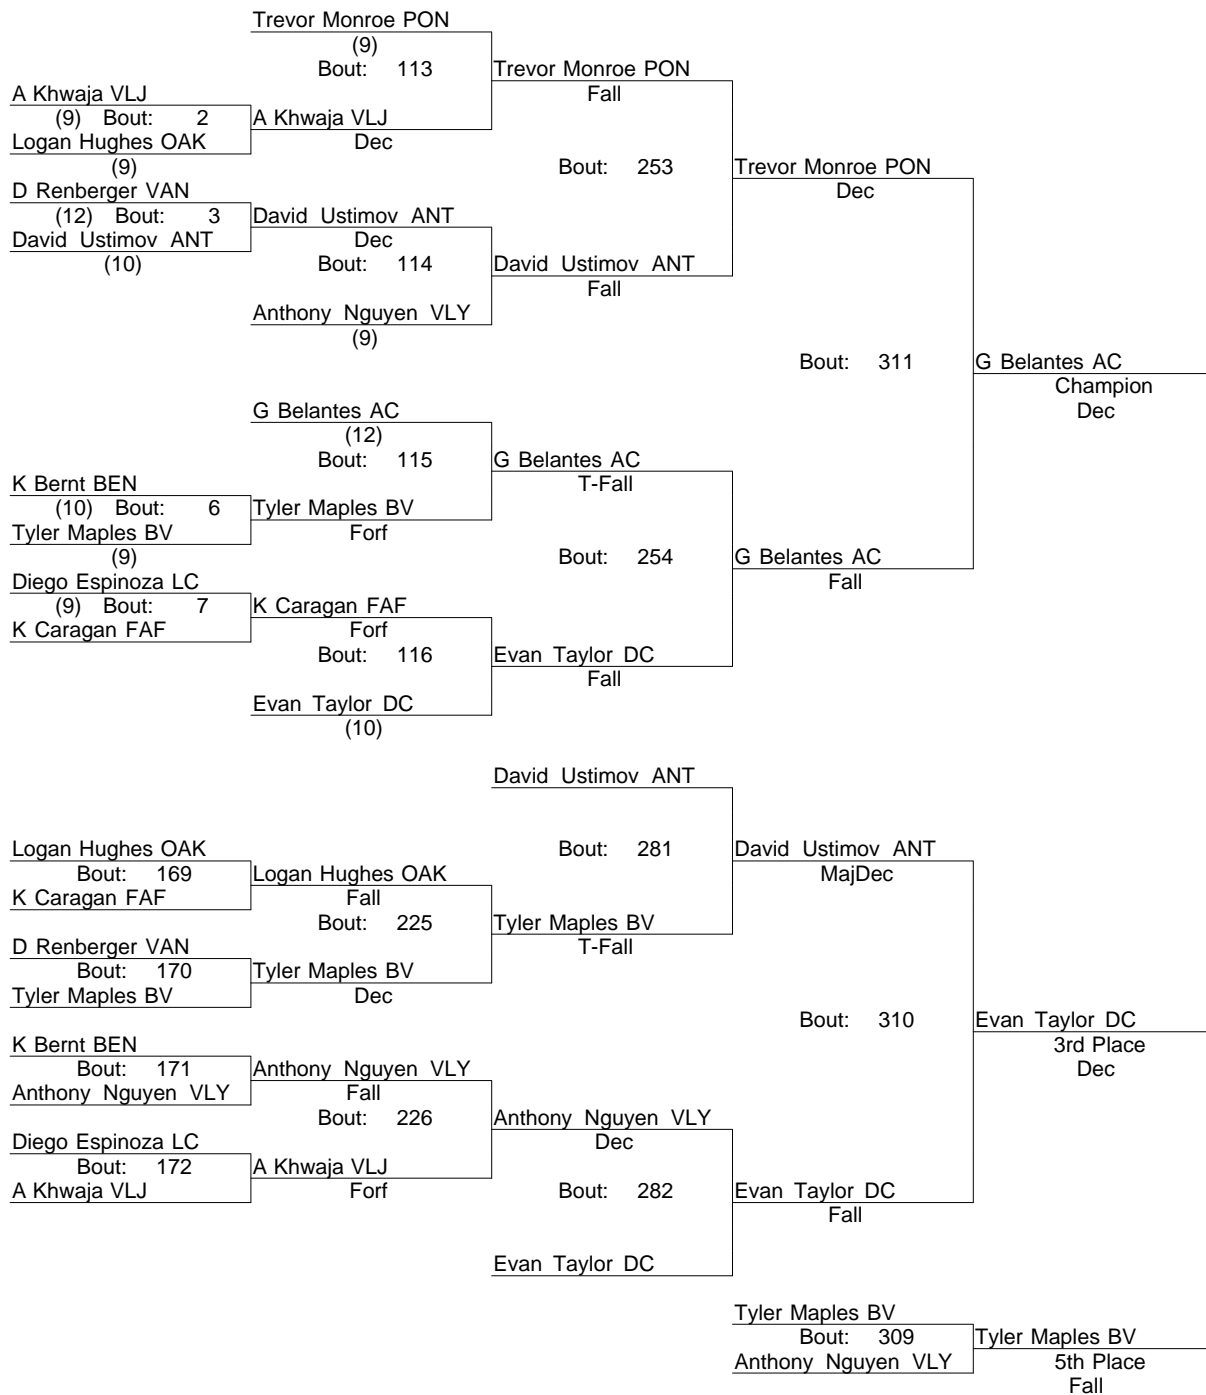 Trevor Monroe PON
(9)
Bout: 113
Trevor Monroe PON
Fall
A Khwaja VLJ
(9) Bout: 2
A Khwaja VLJ
Logan Hughes OAK
Dec
(9)
Bout: 253
Trevor Monroe PON
D Renberger VAN
Dec
(12) Bout: 3
David Ustimov ANT
David Ustimov ANT
Dec
(10)
Bout: 114
David Ustimov ANT
Fall
Anthony Nguyen VLY
(9)
Bout: 311
G Belantes AC
Champion
Dec
G Belantes AC
(12)
Bout: 115
G Belantes AC
T-Fall
K Bernt BEN
(10) Bout: 6
Tyler Maples BV
Tyler Maples BV
Forf
(9)
Bout: 254
G Belantes AC
Fall
Diego Espinoza LC
(9) Bout: 7
K Caragan FAF
K Caragan FAF
Forf
Bout: 116
Evan Taylor DC
Fall
Evan Taylor DC
(10)
David Ustimov ANT
Bout: 281
David Ustimov ANT
MajDec
Logan Hughes OAK
Bout: 169
Logan Hughes OAK
K Caragan FAF
Fall
Bout: 225
Tyler Maples BV
T-Fall
D Renberger VAN
Bout: 170
Tyler Maples BV
Tyler Maples BV
Dec
Bout: 310
Evan Taylor DC
3rd Place
Dec
K Bernt BEN
Bout: 171
Anthony Nguyen VLY
Anthony Nguyen VLY
Fall
Bout: 226
Anthony Nguyen VLY
Dec
Diego Espinoza LC
Bout: 172
A Khwaja VLJ
A Khwaja VLJ
Forf
Bout: 282
Evan Taylor DC
Fall
Evan Taylor DC
Tyler Maples BV
Bout: 309
Tyler Maples BV
Anthony Nguyen VLY
5th Place
Fall